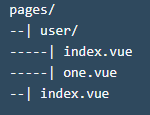 pages/
--| user/
-----| index.vue
-----| one.vue
--| index.vue